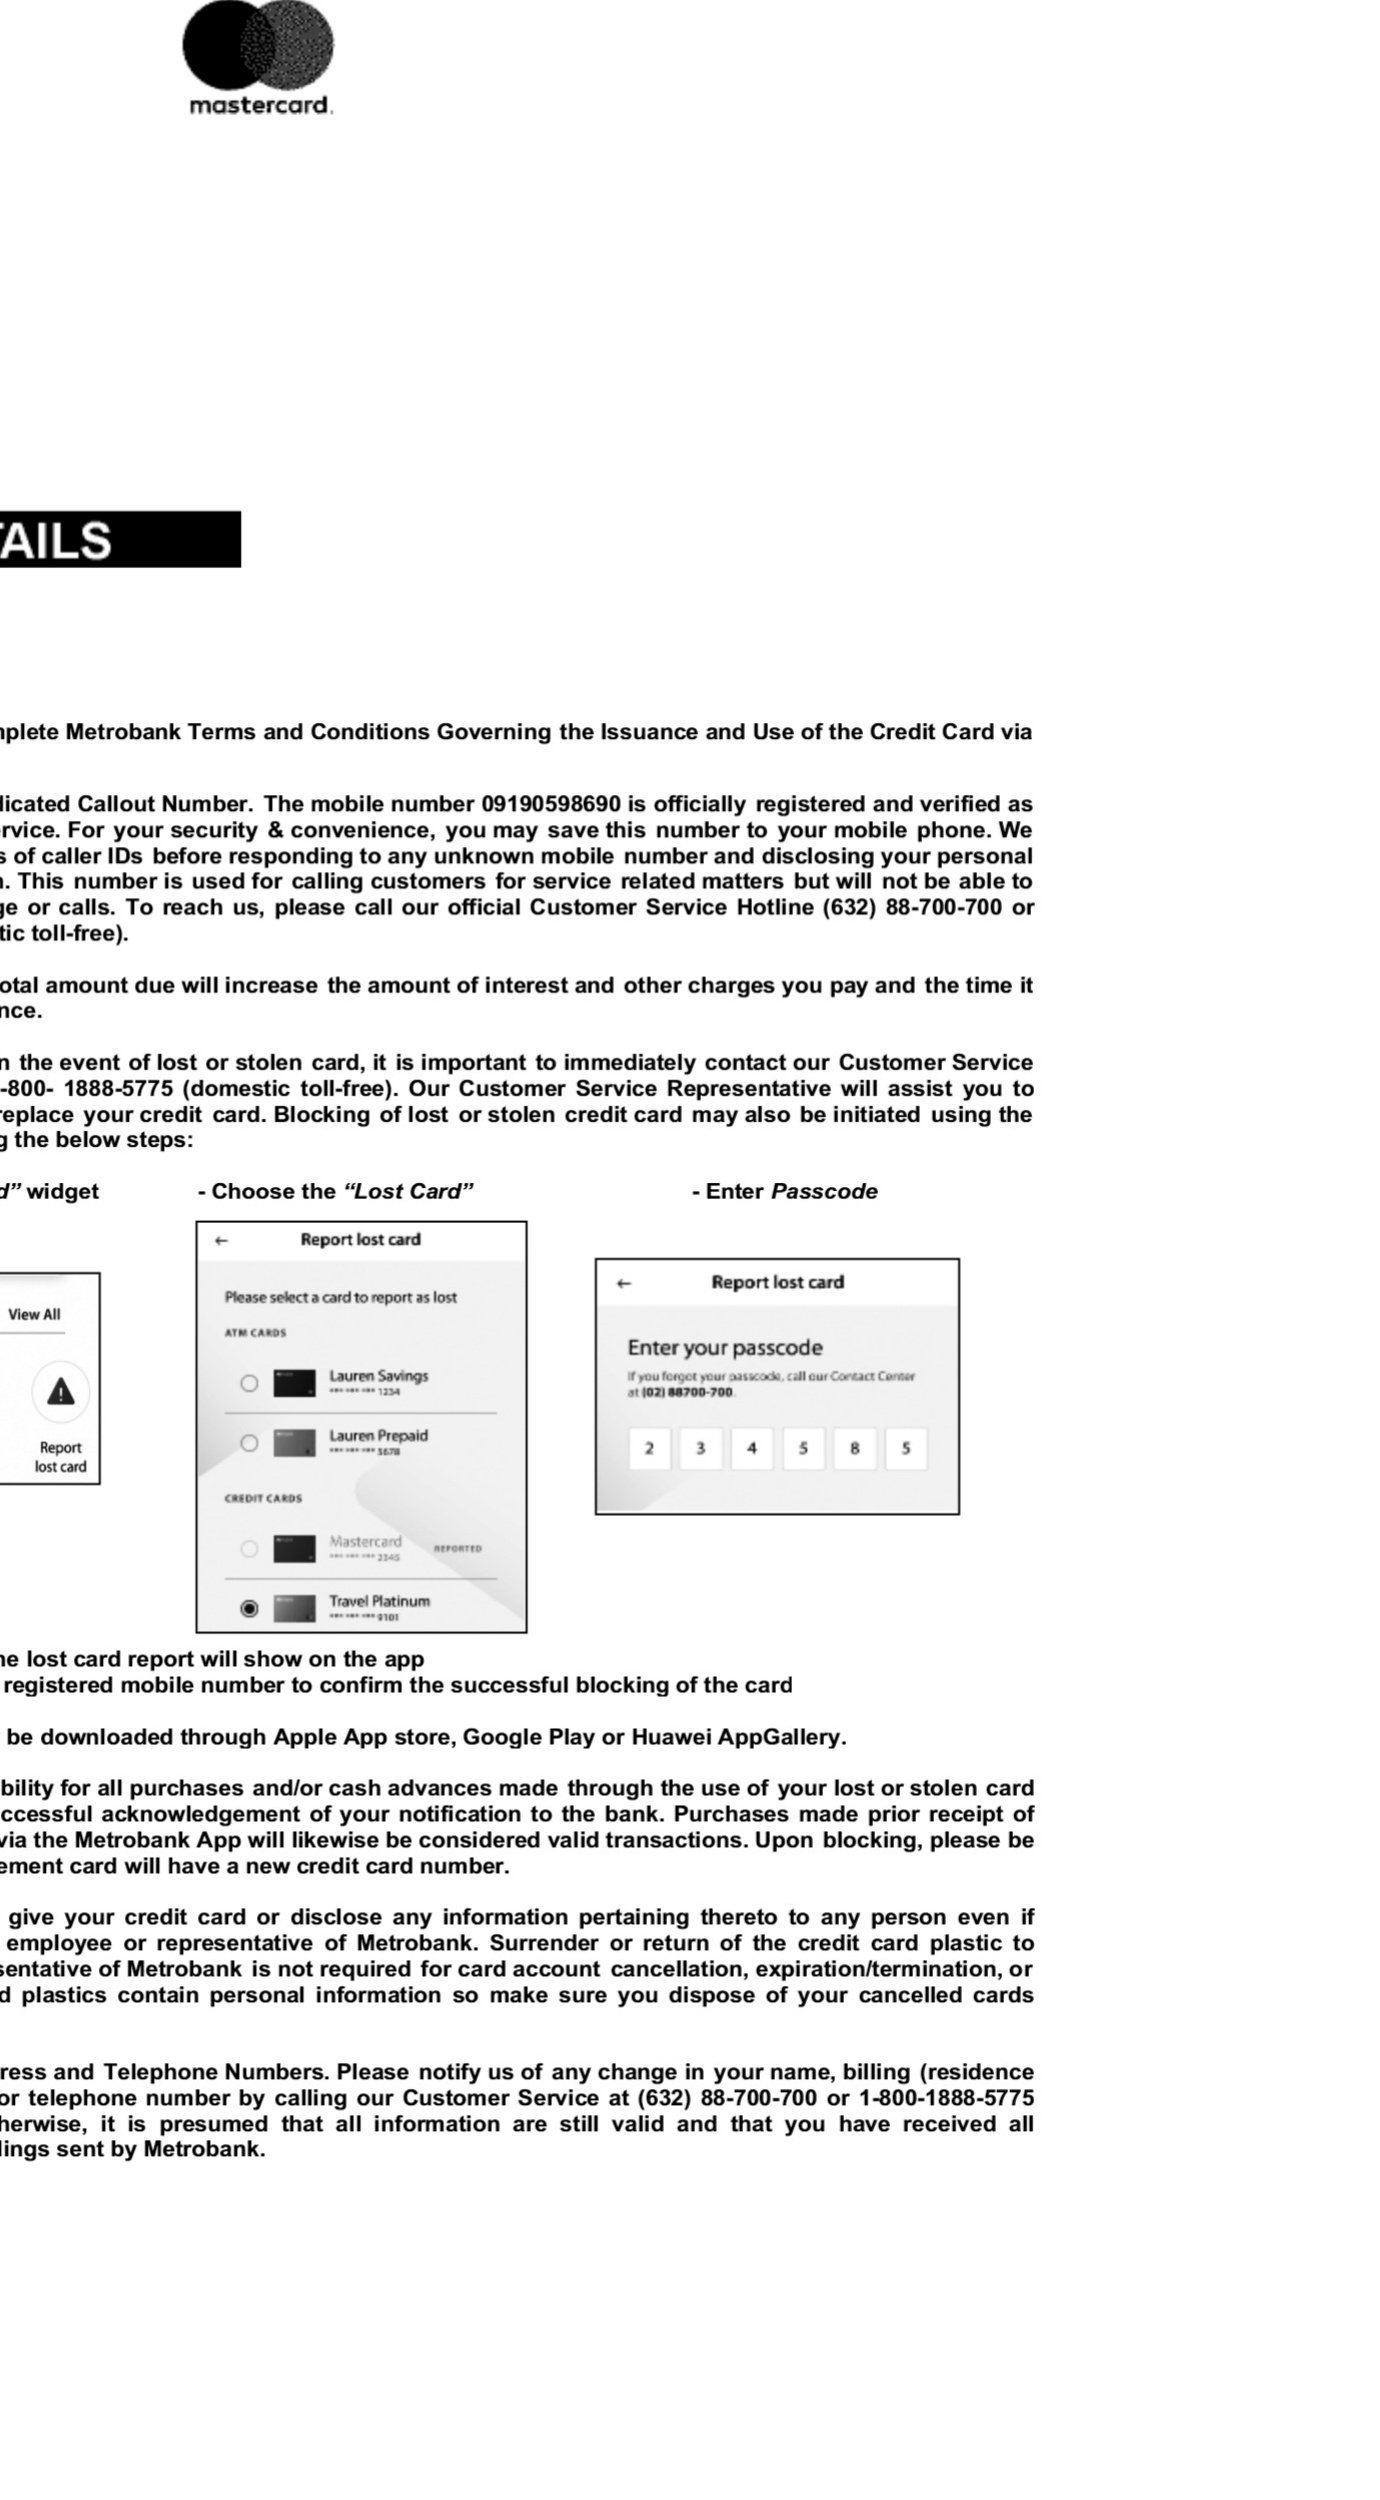 mastercard.
TAILS
mplete Metrobank Terms and Conditions Governing the Issuance and Use of the Credit Card via
dicated Callout Number. The mobile number 09190598690 is officially registered and verified as
ervice. For your security & convenience, you may save this number to your mobile phone. We
s of caller IDs before responding to any unknown mobile number and disclosing your personal
n. This number is used for calling customers for service related matters but will not be able to
ge or calls. To reach us, please call our official Customer Service Hotline (632) 88-700-700 or
tic toll-free).
otal amount due will increase the amount of interest and other charges you pay and the time it
nce.
n the event of lost or stolen card, it is important to immediately contact our Customer Service
-800- 1888-5775 (domestic toll-free). Our Customer Service Representative will assist you to
replace your credit card. Blocking of lost or stolen credit card may also be initiated using the
g the below steps:
d” widget
- Choose the “Lost Card”
- Enter Passcode
View All
Report
lost card
← Report lost card
Please select a card to report as lost
ATM CARDS
Lauren Savings
*** *** *** 1234
Lauren Prepaid
*** *** *** 5678
CREDIT CARDS
Mastercard
*** *** *** 2345
REPORTED
Travel Platinum
*** *** *** 9101
← Report lost card
Enter your passcode
If you forgot your passcode, call our Contact Center
at (02) 88700-700.
2 3 4 5 8 5
he lost card report will show on the app
registered mobile number to confirm the successful blocking of the card
be downloaded through Apple App store, Google Play or Huawei AppGallery.
bility for all purchases and/or cash advances made through the use of your lost or stolen card
ccessful acknowledgement of your notification to the bank. Purchases made prior receipt of
via the Metrobank App will likewise be considered valid transactions. Upon blocking, please be
ement card will have a new credit card number.
give your credit card or disclose any information pertaining thereto to any person even if
employee or representative of Metrobank. Surrender or return of the credit card plastic to
sentative of Metrobank is not required for card account cancellation, expiration/termination, or
d plastics contain personal information so make sure you dispose of your cancelled cards
ress and Telephone Numbers. Please notify us of any change in your name, billing (residence
or telephone number by calling our Customer Service at (632) 88-700-700 or 1-800-1888-5775
herwise, it is presumed that all information are still valid and that you have received all
lings sent by Metrobank.